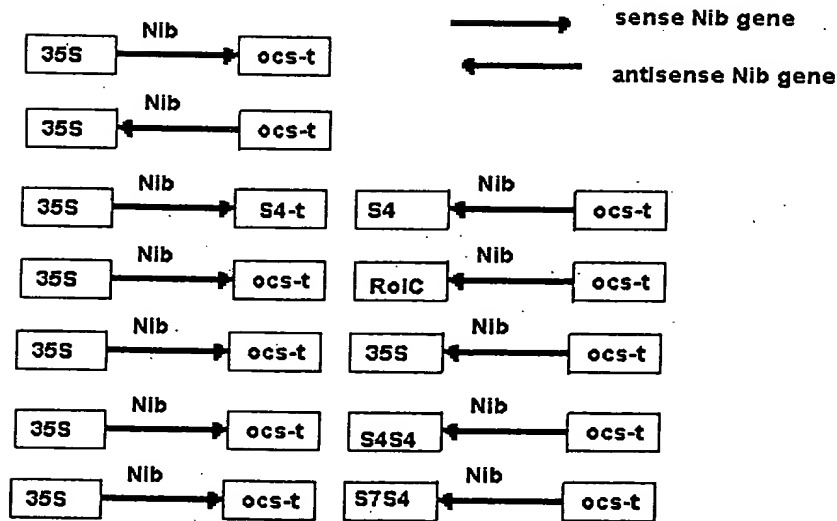 sense Nib gene
antisense Nib gene
Nib
35S ocs-t
Nib
35S ocs-t
Nib Nib
35S S4-t S4 ocs-t
Nib Nib
35S ocs-t RolC ocs-t
Nib Nib
35S ocs-t 35S ocs-t
Nib Nib
35S ocs-t S4S4 ocs-t
Nib Nib
35S ocs-t S7S4 ocs-t